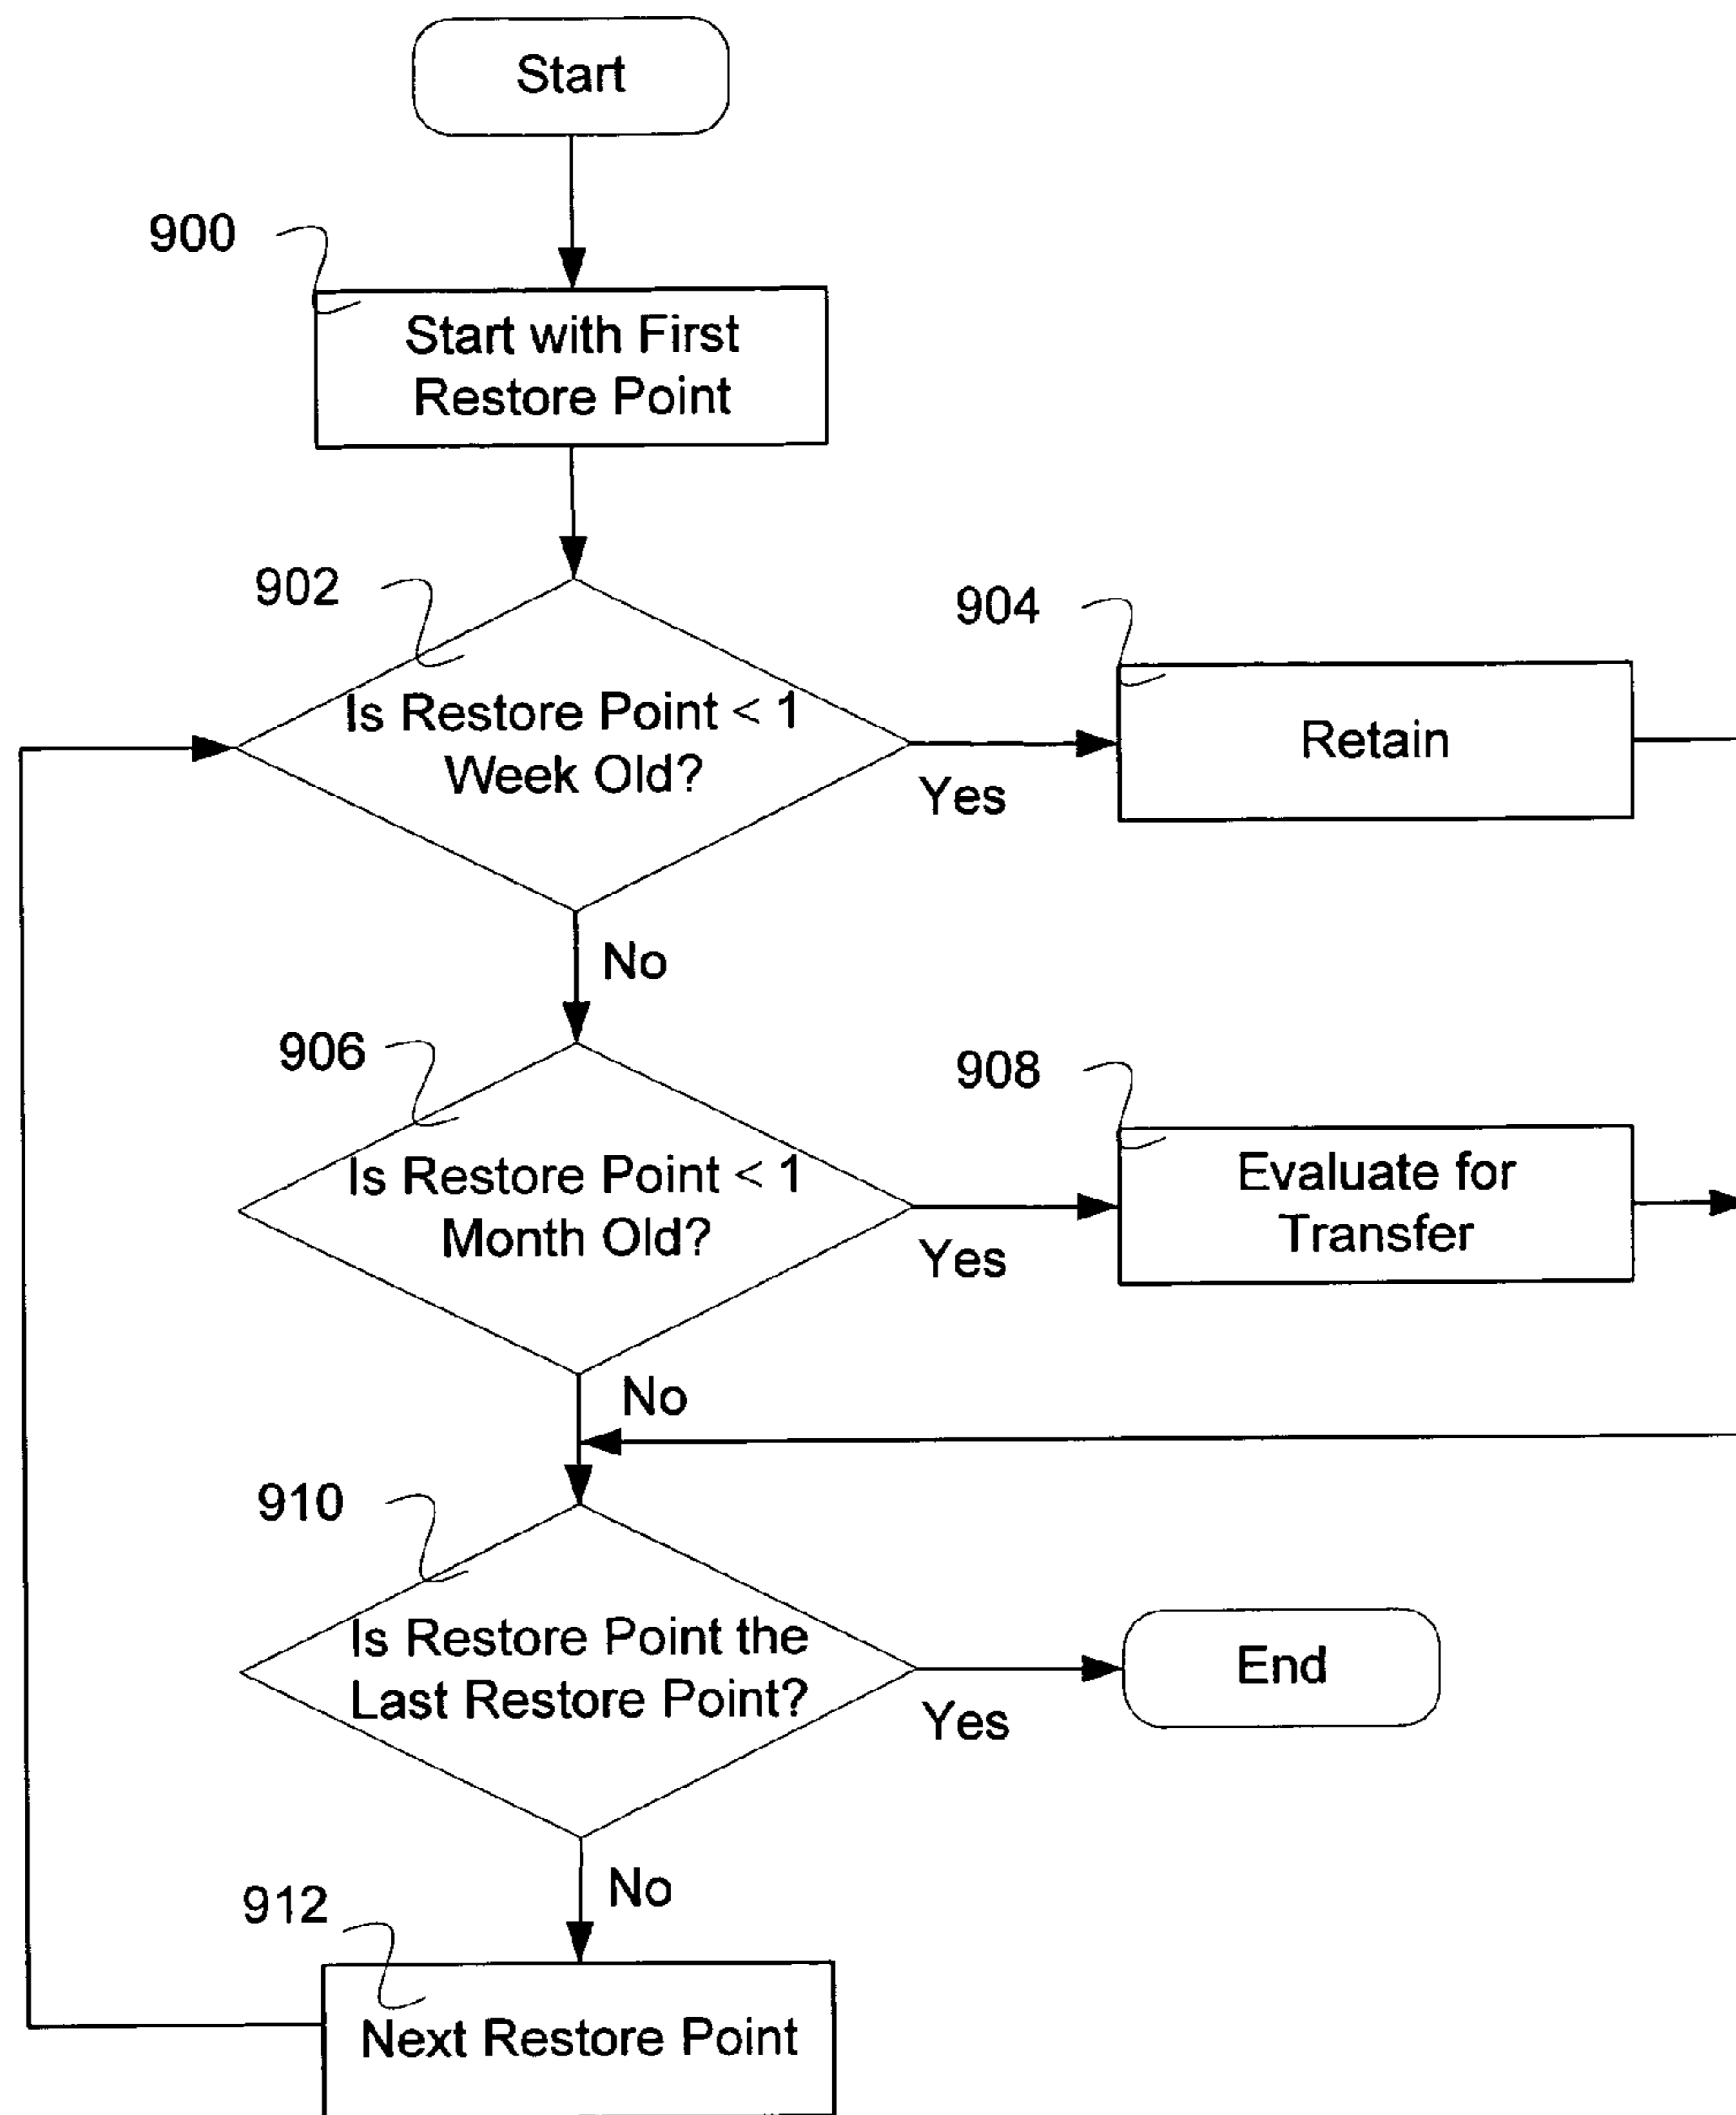 Start
900
Start with First
Restore Point
902
Is Restore Point < 1
Week Old?
Yes
904
Retain
No
906
Is Restore Point < 1
Month Old?
Yes
908
Evaluate for
Transfer
No
910
Is Restore Point the
Last Restore Point?
Yes
End
No
912
Next Restore Point